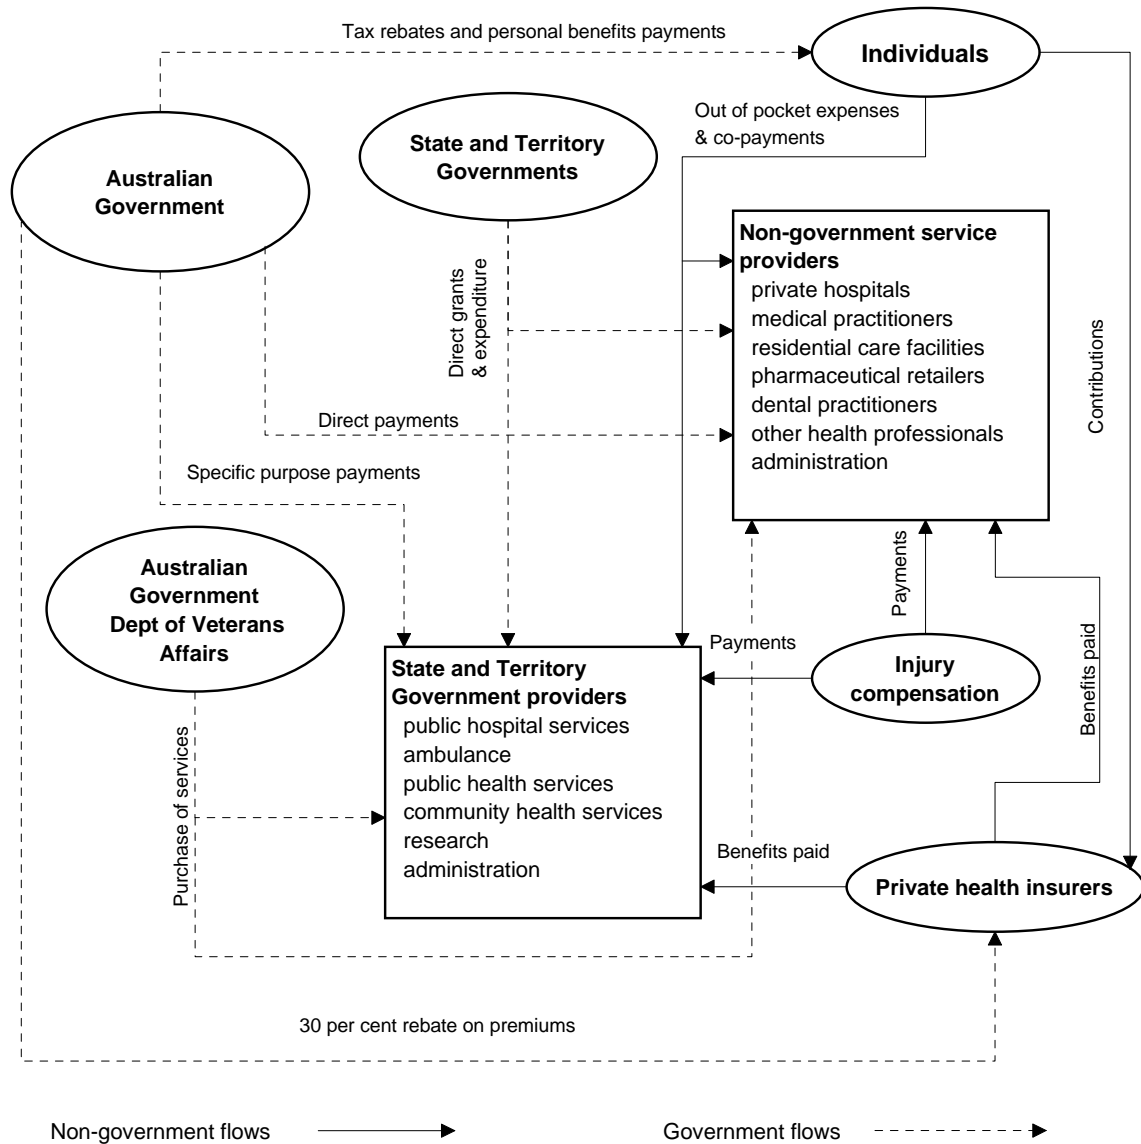 Tax rebates and personal benefits payments
Individuals
Out of pocket expenses
& co-payments
State and Territory
Governments
Australian
Government
Non-government service
providers
private hospitals
medical practitioners
residential care facilities
pharmaceutical retailers
dental practitioners
other health professionals
administration
Direct grants
& expenditure
Contributions
Direct payments
Specific purpose payments
Australian
Government
Dept of Veterans
Affairs
Payments
Payments
Injury
compensation
Benefits paid
State and Territory
Government providers
public hospital services
ambulance
public health services
community health services
research
administration
Purchase of services
Benefits paid
Private health insurers
30 per cent rebate on premiums
Non-government flows
Government flows